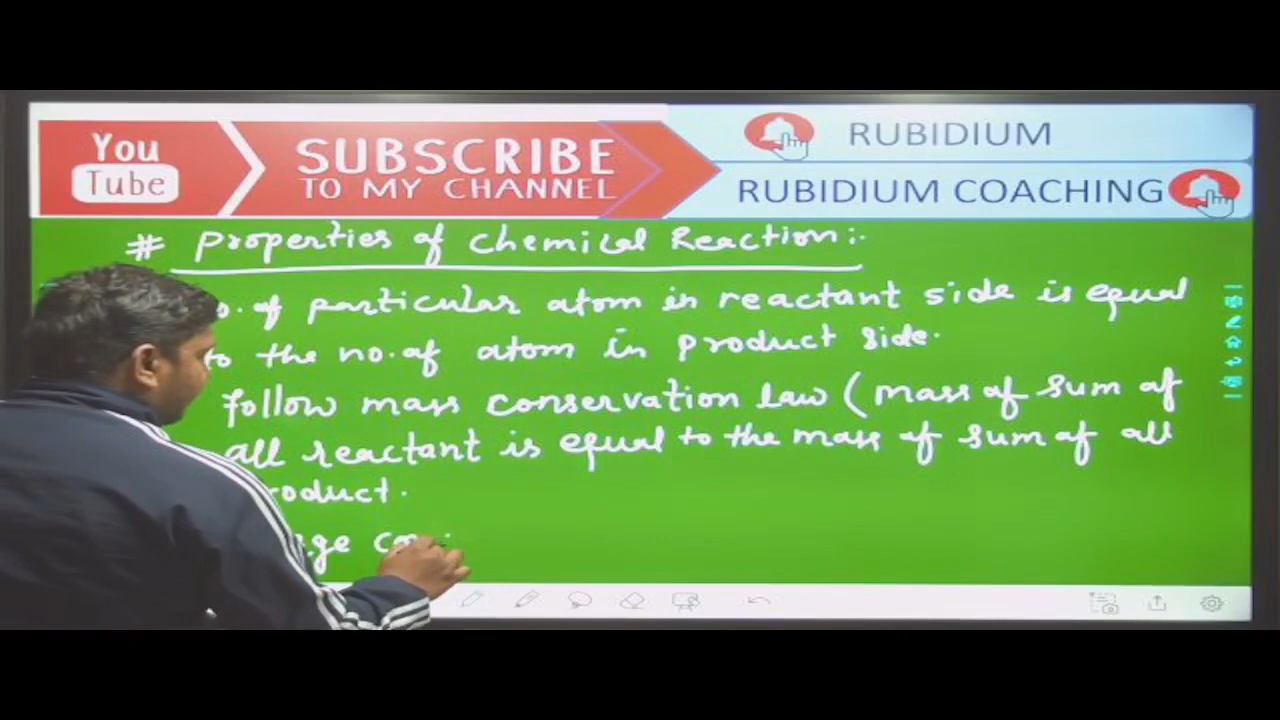 You
Tube
SUBSCRIBE
TO MY CHANNEL
RUBIDIUM
RUBIDIUM COACHING
# Properties of Chemical Reaction:-
o. of particular atom in reactant side is equal
to the no. of atom in product side.
follow mass conservation law (mass of sum of
all reactant is equal to the mass of sum of all
roduct.